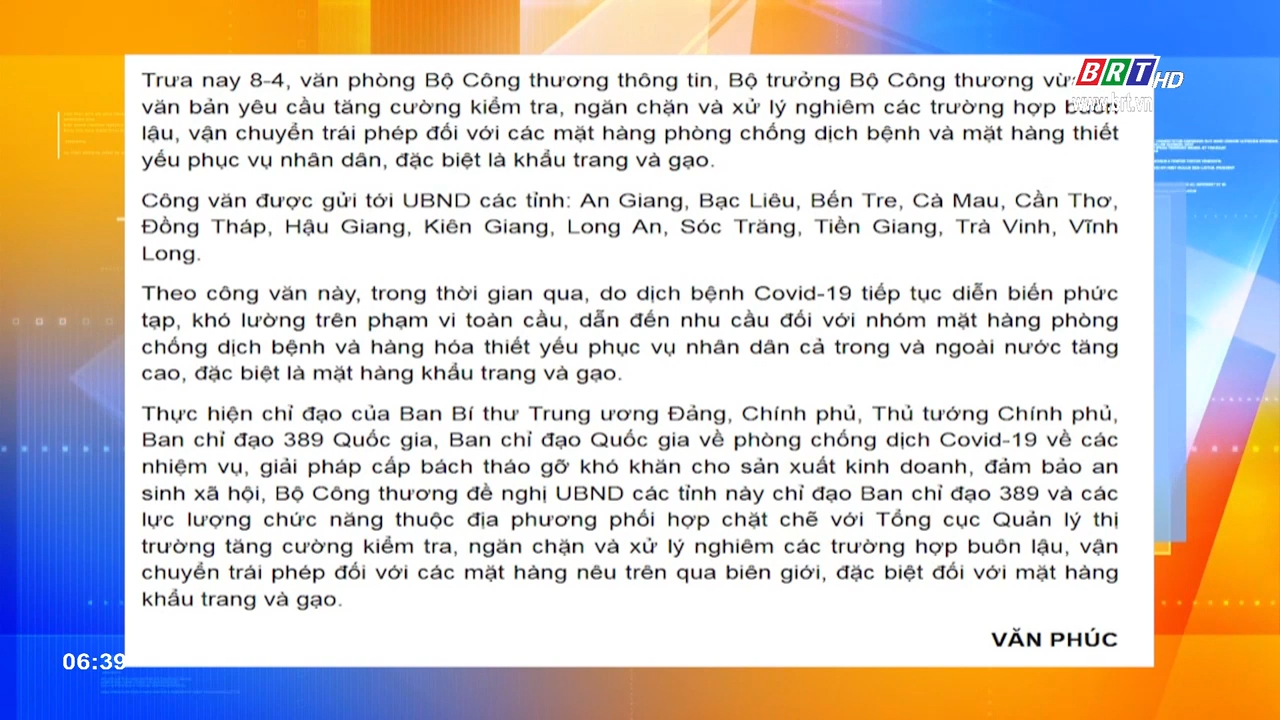 BRT HD
www.brt.vn
Trưa nay 8-4, văn phòng Bộ Công thương thông tin, Bộ trưởng Bộ Công thương vừa
văn bản yêu cầu tăng cường kiểm tra, ngăn chặn và xử lý nghiêm các trường hợp buôn
lậu, vận chuyển trái phép đối với các mặt hàng phòng chống dịch bệnh và mặt hàng thiết
yếu phục vụ nhân dân, đặc biệt là khẩu trang và gạo.
Công văn được gửi tới UBND các tỉnh: An Giang, Bạc Liêu, Bến Tre, Cà Mau, Cần Thơ,
Đồng Tháp, Hậu Giang, Kiên Giang, Long An, Sóc Trăng, Tiền Giang, Trà Vinh, Vĩnh
Long.
Theo công văn này, trong thời gian qua, do dịch bệnh Covid-19 tiếp tục diễn biến phức
tạp, khó lường trên phạm vi toàn cầu, dẫn đến nhu cầu đối với nhóm mặt hàng phòng
chống dịch bệnh và hàng hóa thiết yếu phục vụ nhân dân cả trong và ngoài nước tăng
cao, đặc biệt là mặt hàng khẩu trang và gạo.
Thực hiện chỉ đạo của Ban Bí thư Trung ương Đảng, Chính phủ, Thủ tướng Chính phủ,
Ban chỉ đạo 389 Quốc gia, Ban chỉ đạo Quốc gia về phòng chống dịch Covid-19 về các
nhiệm vụ, giải pháp cấp bách tháo gỡ khó khăn cho sản xuất kinh doanh, đảm bảo an
sinh xã hội, Bộ Công thương đề nghị UBND các tỉnh này chỉ đạo Ban chỉ đạo 389 và các
lực lượng chức năng thuộc địa phương phối hợp chặt chẽ với Tổng cục Quản lý thị
trường tăng cường kiểm tra, ngăn chặn và xử lý nghiêm các trường hợp buôn lậu, vận
chuyển trái phép đối với các mặt hàng nêu trên qua biên giới, đặc biệt đối với mặt hàng
khẩu trang và gạo.
VĂN PHÚC
06:39